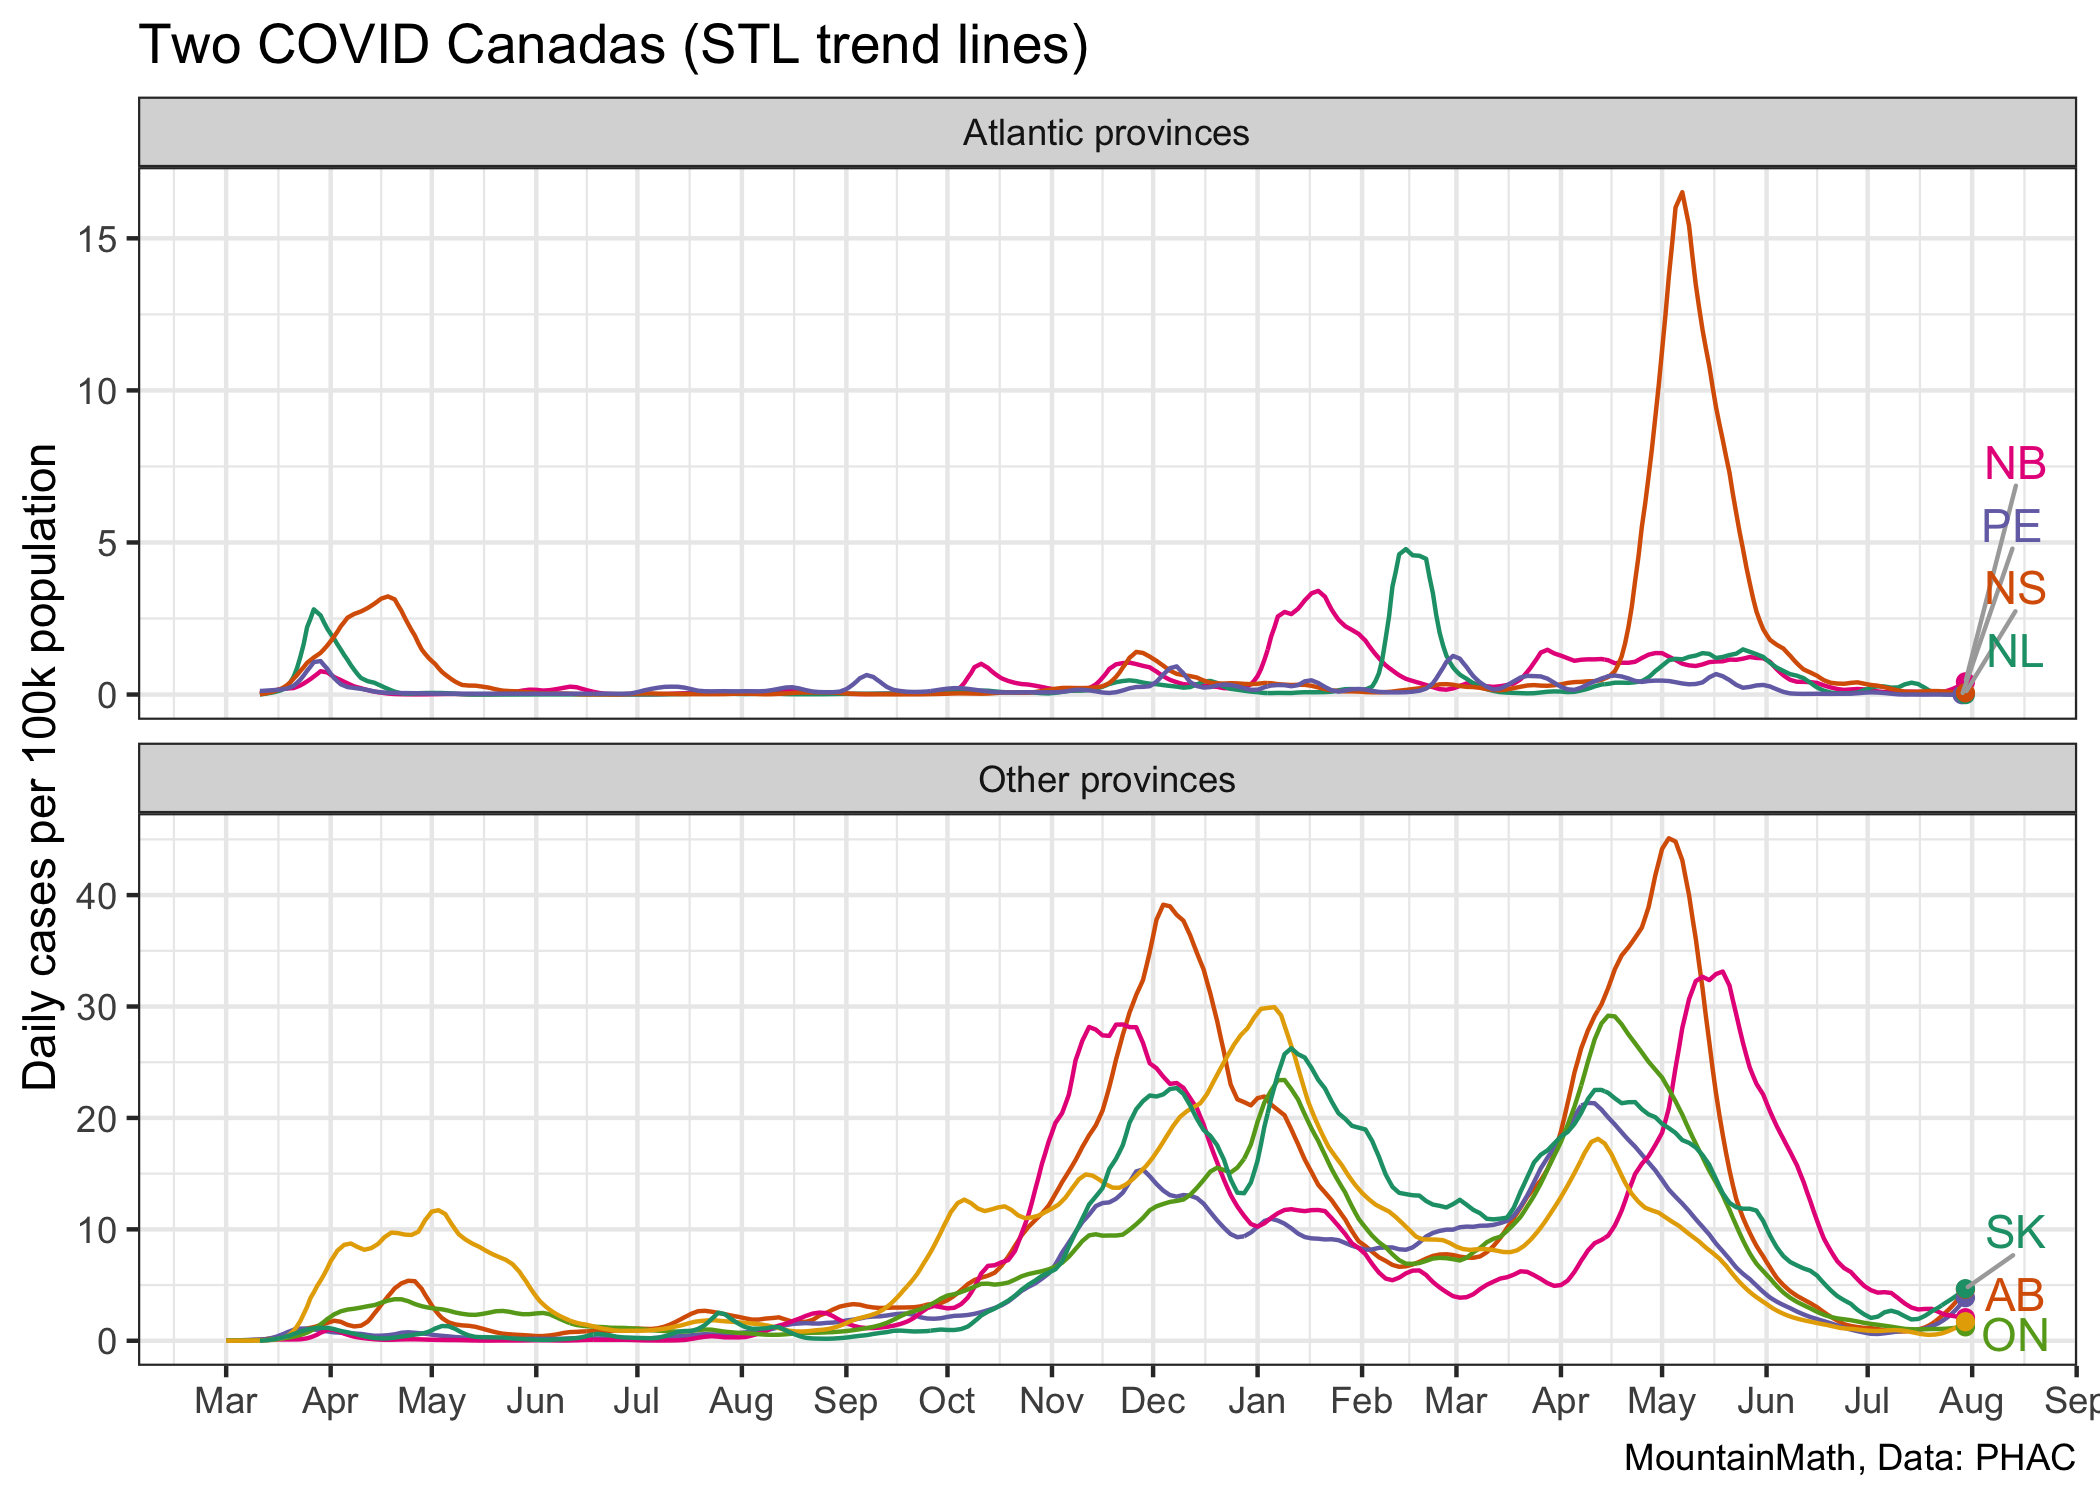 Two COVID Canadas (STL trend lines)
Atlantic provinces
15
10
5
0
NB
PE
NS
NL
Daily cases per 100k population
Other provinces
40
30
20
10
0
SK
AB
ON
Mar Apr May Jun Jul Aug Sep Oct Nov Dec Jan Feb Mar Apr May Jun Jul Aug Sep
MountainMath, Data: PHAC